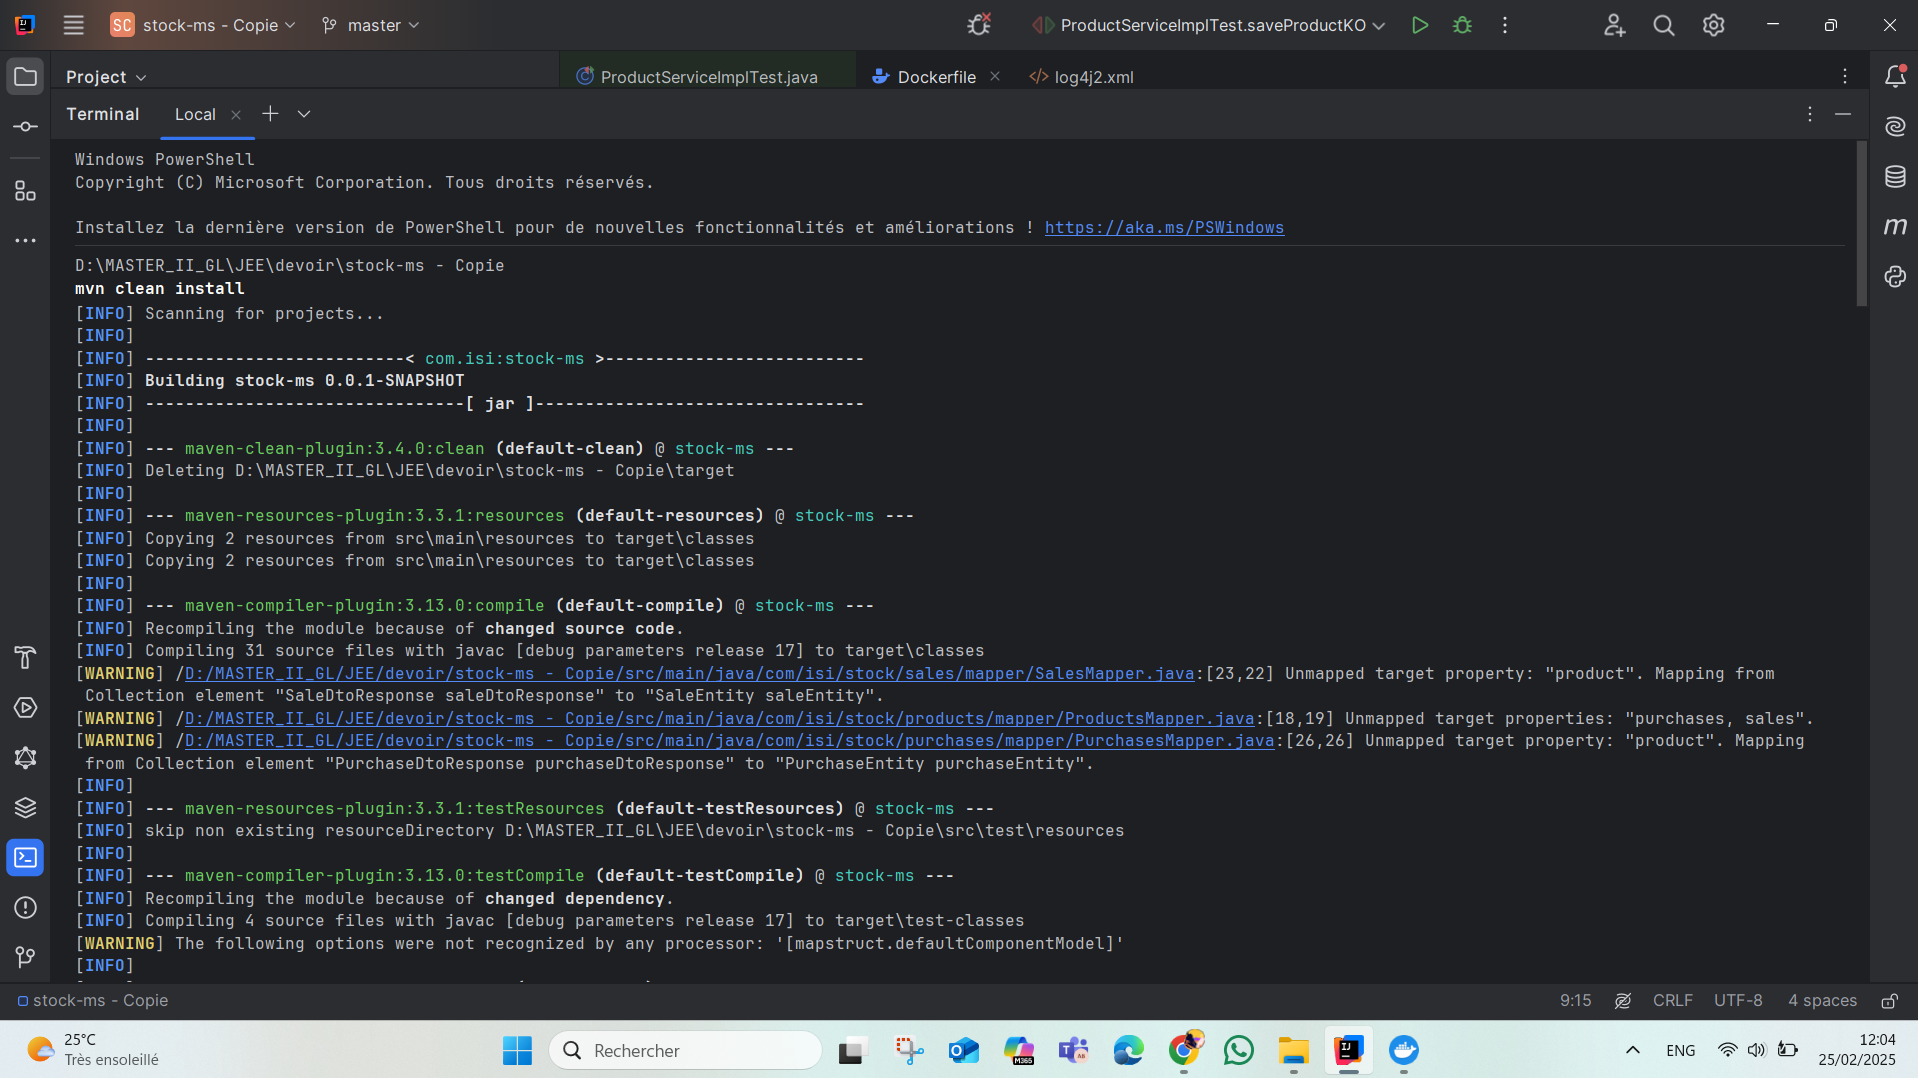 SC stock-ms - Copie master ProductServiceImplTest.saveProductKO
Project ProductServiceImplTest.java Dockerfile log4j2.xml
Terminal Local
Windows PowerShell
Copyright (C) Microsoft Corporation. Tous droits réservés.
Installez la dernière version de PowerShell pour de nouvelles fonctionnalités et améliorations ! https://aka.ms/PSWindows
D:\MASTER_II_GL\JEE\devoir\stock-ms - Copie
mvn clean install
[INFO] Scanning for projects...
[INFO]
[INFO] --------------------------< com.isi:stock-ms >--------------------------
[INFO] Building stock-ms 0.0.1-SNAPSHOT
[INFO] --------------------------------[ jar ]---------------------------------
[INFO]
[INFO] --- maven-clean-plugin:3.4.0:clean (default-clean) @ stock-ms ---
[INFO] Deleting D:\MASTER_II_GL\JEE\devoir\stock-ms - Copie\target
[INFO]
[INFO] --- maven-resources-plugin:3.3.1:resources (default-resources) @ stock-ms ---
[INFO] Copying 2 resources from src\main\resources to target\classes
[INFO] Copying 2 resources from src\main\resources to target\classes
[INFO]
[INFO] --- maven-compiler-plugin:3.13.0:compile (default-compile) @ stock-ms ---
[INFO] Recompiling the module because of changed source code.
[INFO] Compiling 31 source files with javac [debug parameters release 17] to target\classes
[WARNING] /D:/MASTER_II_GL/JEE/devoir/stock-ms - Copie/src/main/java/com/isi/stock/sales/mapper/SalesMapper.java:[23,22] Unmapped target property: "product". Mapping from
Collection element "SaleDtoResponse saleDtoResponse" to "SaleEntity saleEntity".
[WARNING] /D:/MASTER_II_GL/JEE/devoir/stock-ms - Copie/src/main/java/com/isi/stock/products/mapper/ProductsMapper.java:[18,19] Unmapped target properties: "purchases, sales".
[WARNING] /D:/MASTER_II_GL/JEE/devoir/stock-ms - Copie/src/main/java/com/isi/stock/purchases/mapper/PurchasesMapper.java:[26,26] Unmapped target property: "product". Mapping
from Collection element "PurchaseDtoResponse purchaseDtoResponse" to "PurchaseEntity purchaseEntity".
[INFO]
[INFO] --- maven-resources-plugin:3.3.1:testResources (default-testResources) @ stock-ms ---
[INFO] skip non existing resourceDirectory D:\MASTER_II_GL\JEE\devoir\stock-ms - Copie\src\test\resources
[INFO]
[INFO] --- maven-compiler-plugin:3.13.0:testCompile (default-testCompile) @ stock-ms ---
[INFO] Recompiling the module because of changed dependency.
[INFO] Compiling 4 source files with javac [debug parameters release 17] to target\test-classes
[WARNING] The following options were not recognized by any processor: '[mapstruct.defaultComponentModel]'
[INFO]
stock-ms - Copie 9:15 CRLF UTF-8 4 spaces
25°C
Très ensoleillé
Rechercher
ENG
12:04
25/02/2025